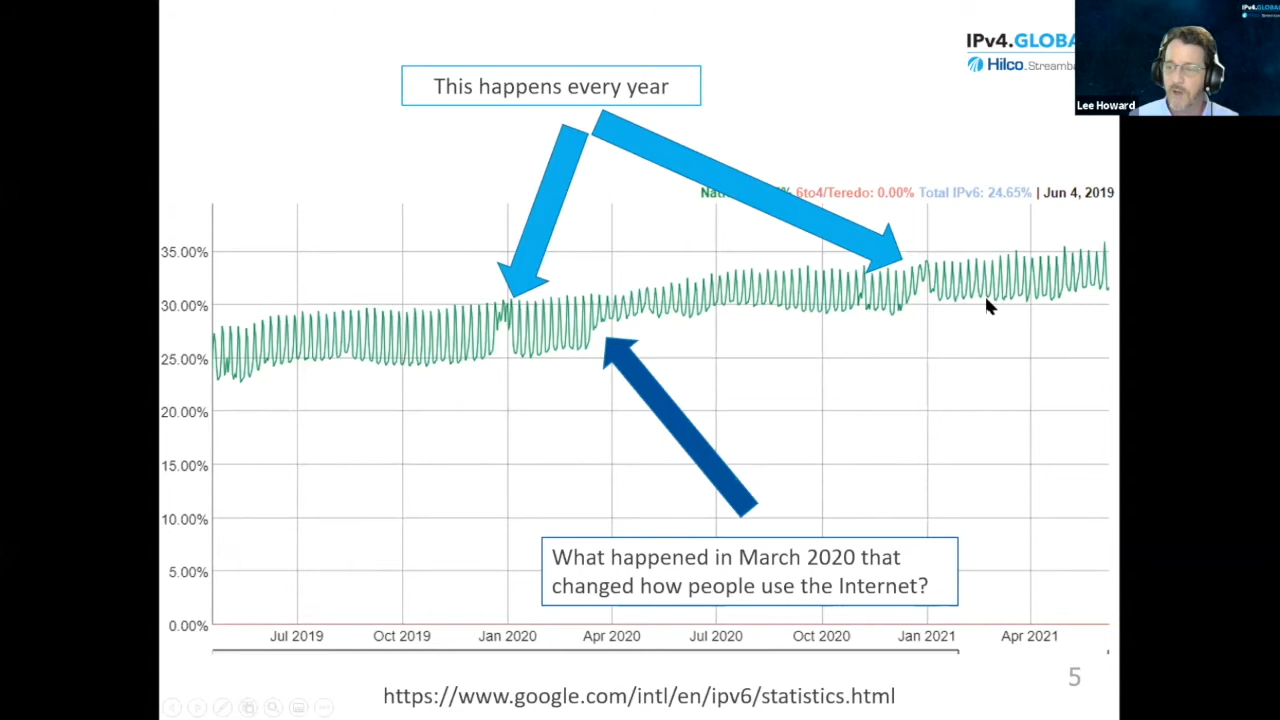 IPv4.GLOBA
Hilco Streamba
Lee Howard
This happens every year
6to4/Teredo: 0.00% Total IPv6: 24.65% | Jun 4, 2019
35.00%
30.00%
25.00%
20.00%
15.00%
10.00%
5.00%
0.00%
What happened in March 2020 that
changed how people use the Internet?
Jul 2019 Oct 2019 Jan 2020 Apr 2020 Jul 2020 Oct 2020 Jan 2021 Apr 2021
5
https://www.google.com/intl/en/ipv6/statistics.html